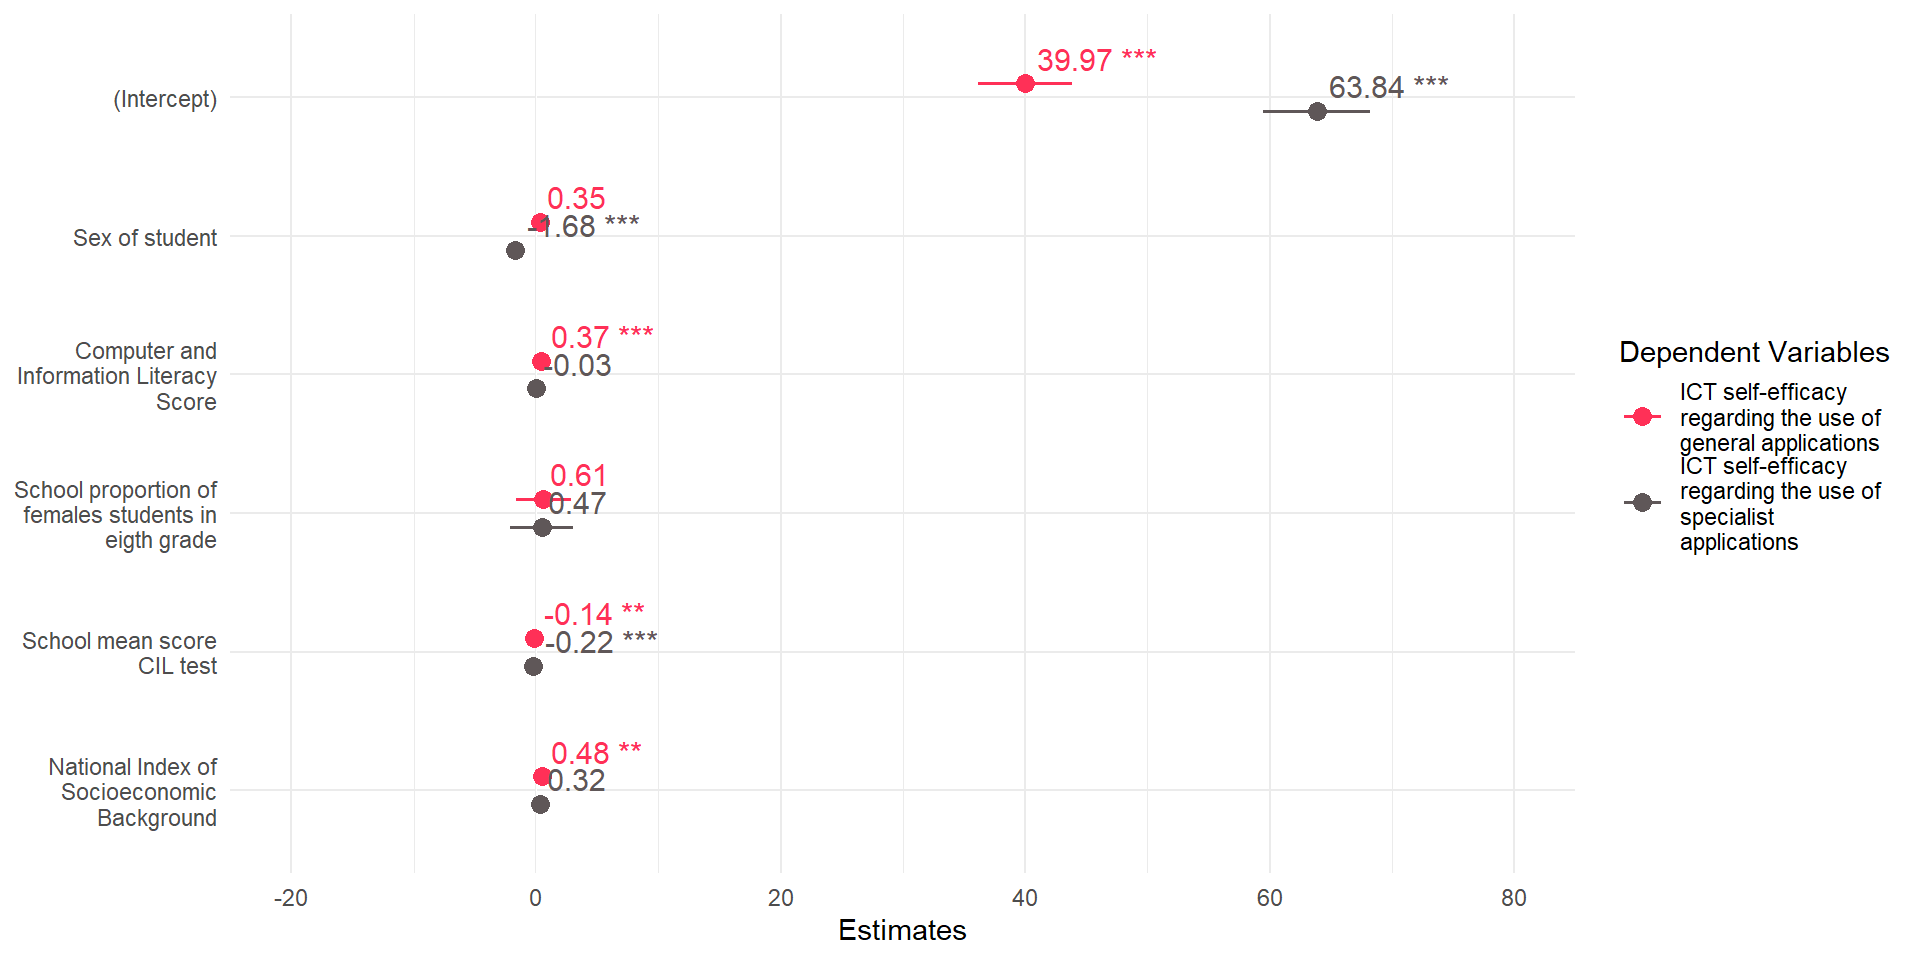 39.97 ***
63.84 ***
(Intercept)
0.35
-1.68 ***
Sex of student
0.37 ***
-0.03
Computer and
Information Literacy
Score
0.61
0.47
School proportion of
females students in
eigth grade
-0.14 **
-0.22 ***
School mean score
CIL test
0.48 **
0.32
National Index of
Socioeconomic
Background
-20 0 20 40 60 80
Estimates
Dependent Variables
ICT self-efficacy
regarding the use of
general applications
ICT self-efficacy
regarding the use of
specialist
applications